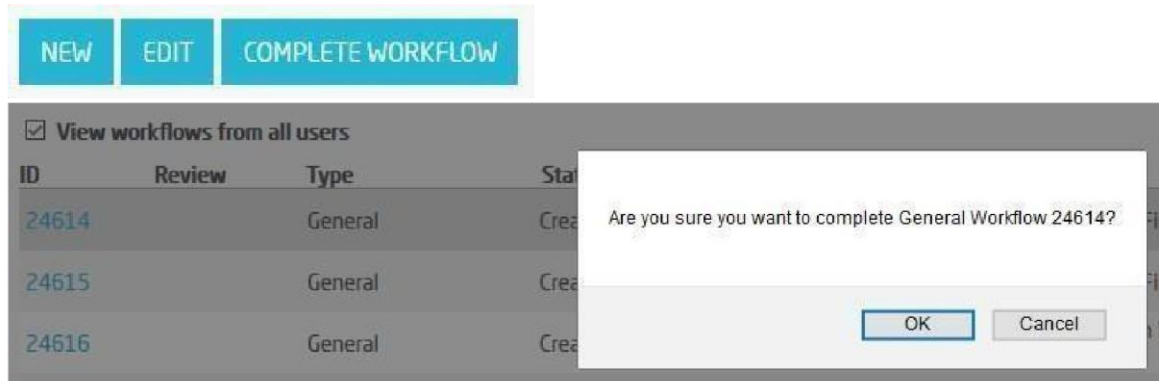 NEW EDIT COMPLETE WORKFLOW
View workflows from all users
ID Review Type
24614 General
Are you sure you want to complete General Workflow 24614?
24615 General
24616 General
OK Cancel